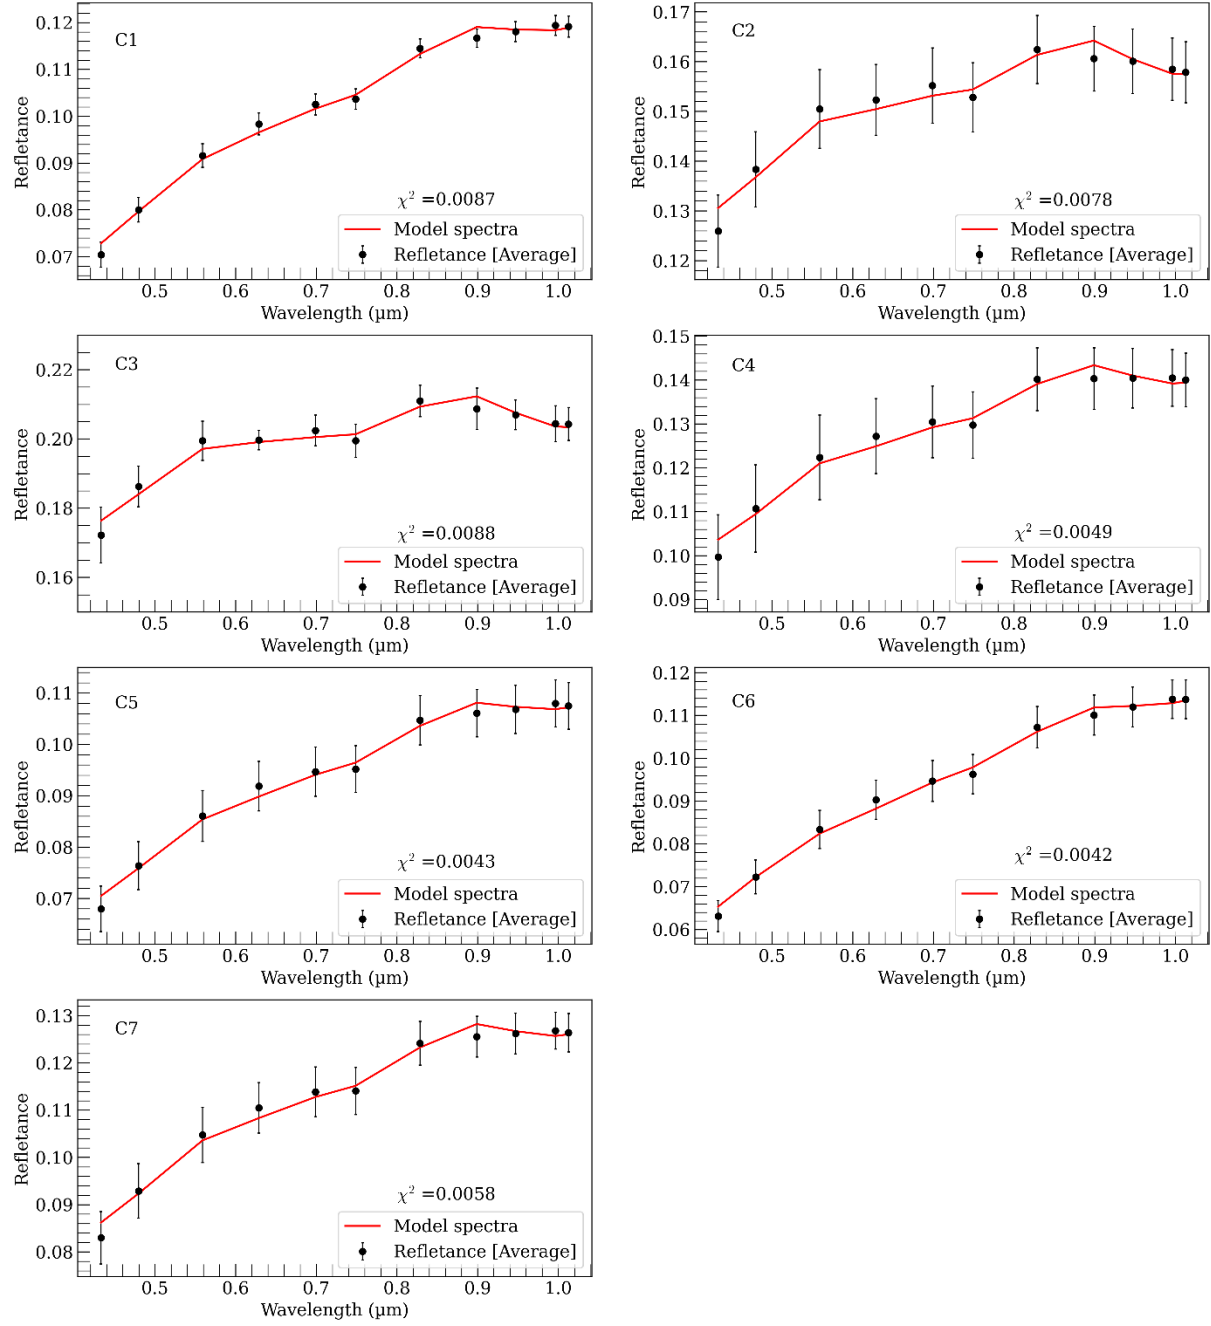 C1
0.12
0.11
0.10
0.09
0.08
0.07
Refletance
χ² =0.0087
Model spectra
Refletance [Average]
0.5 0.6 0.7 0.8 0.9 1.0
Wavelength (µm)
C2
0.17
0.16
0.15
0.14
0.13
0.12
Refletance
χ² =0.0078
Model spectra
Refletance [Average]
0.5 0.6 0.7 0.8 0.9 1.0
Wavelength (µm)
C3
0.22
0.20
0.18
0.16
Refletance
χ² =0.0088
Model spectra
Refletance [Average]
0.5 0.6 0.7 0.8 0.9 1.0
Wavelength (µm)
C4
0.15
0.14
0.13
0.12
0.11
0.10
0.09
Refletance
χ² =0.0049
Model spectra
Refletance [Average]
0.5 0.6 0.7 0.8 0.9 1.0
Wavelength (µm)
C5
0.11
0.10
0.09
0.08
0.07
Refletance
χ² =0.0043
Model spectra
Refletance [Average]
0.5 0.6 0.7 0.8 0.9 1.0
Wavelength (µm)
C6
0.12
0.11
0.10
0.09
0.08
0.07
0.06
Refletance
χ² =0.0042
Model spectra
Refletance [Average]
0.5 0.6 0.7 0.8 0.9 1.0
Wavelength (µm)
C7
0.13
0.12
0.11
0.10
0.09
0.08
Refletance
χ² =0.0058
Model spectra
Refletance [Average]
0.5 0.6 0.7 0.8 0.9 1.0
Wavelength (µm)